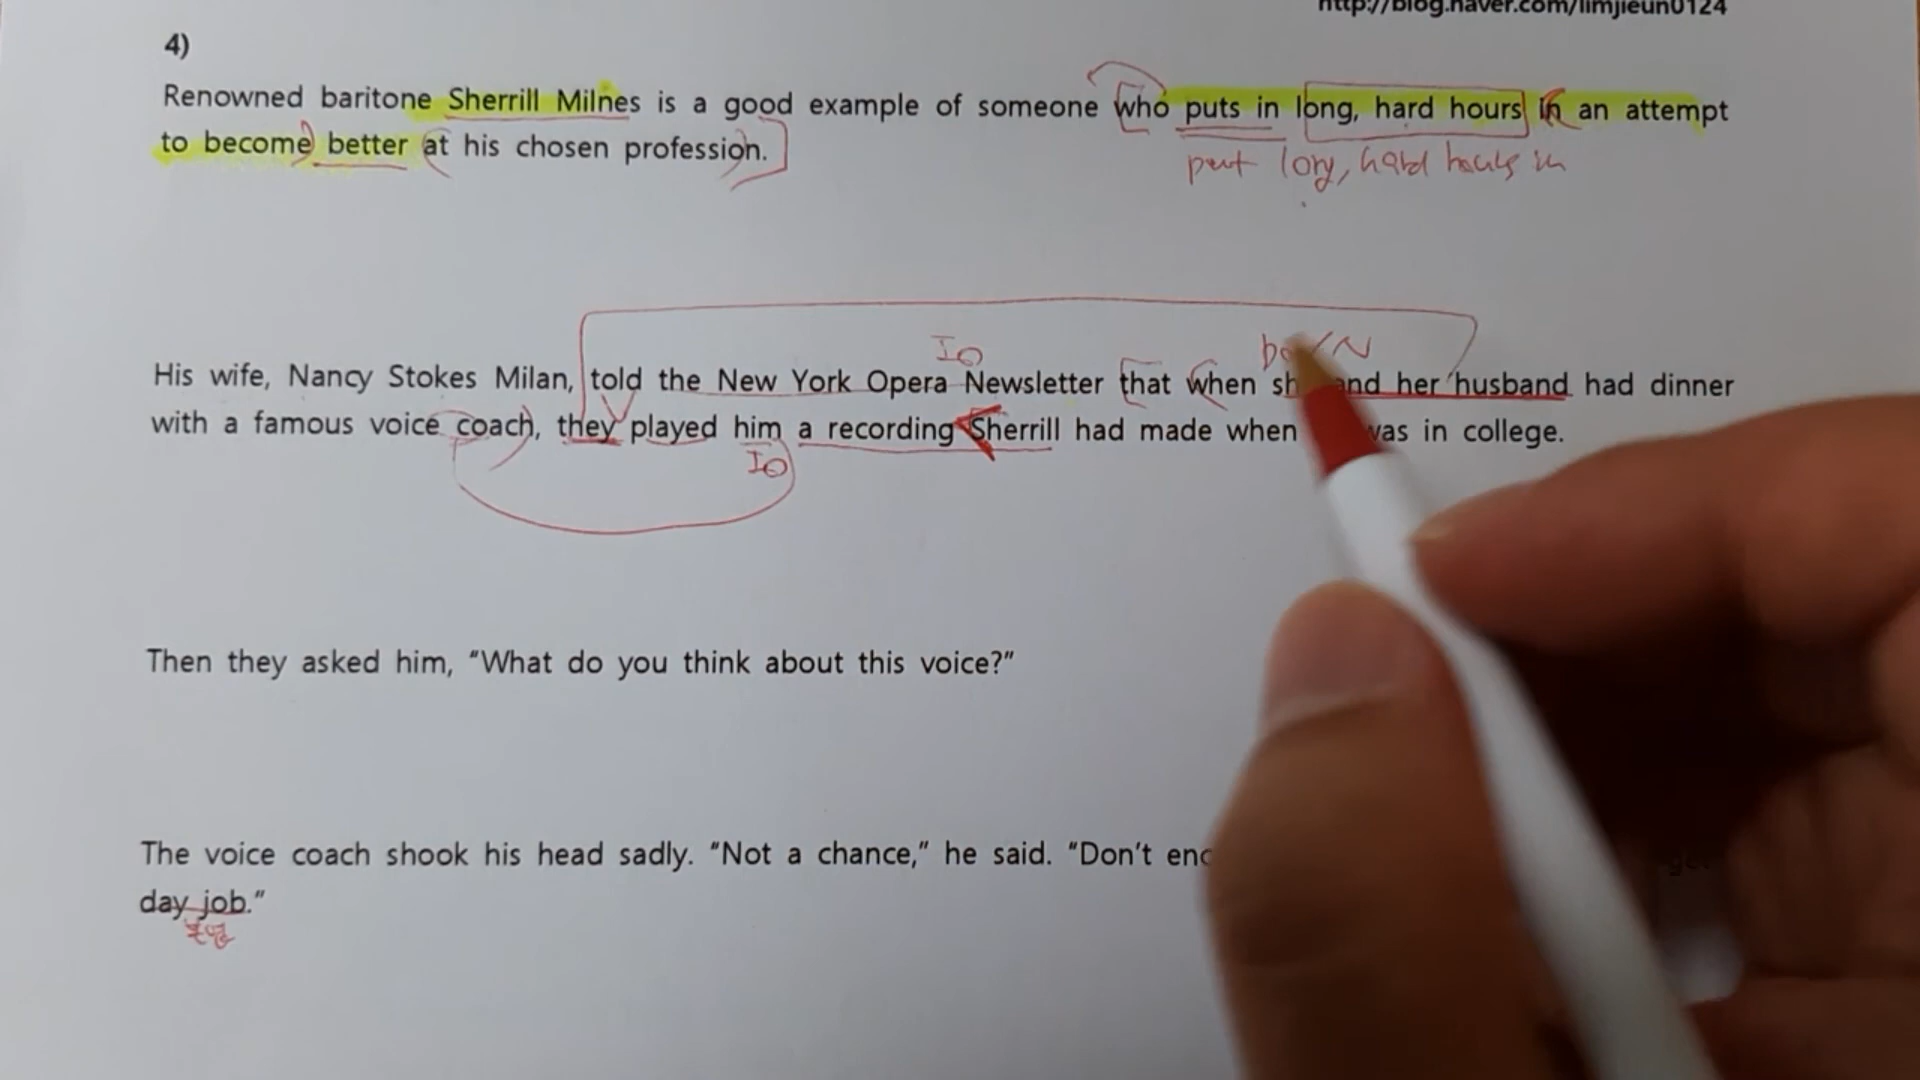 http://blog.naver.com/limjieun0124
4)
Renowned baritone Sherrill Milnes is a good example of someone who puts in long, hard hours in an attempt
to become better at his chosen profession.
put long, hard hours in
IO
His wife, Nancy Stokes Milan, told the New York Opera Newsletter that when and her husband had dinner
with a famous voice coach, they played him a recording Sherrill had made when was in college.
IO
Then they asked him, “What do you think about this voice?”
The voice coach shook his head sadly. “Not a chance,” he said. “Don’t
day job.”